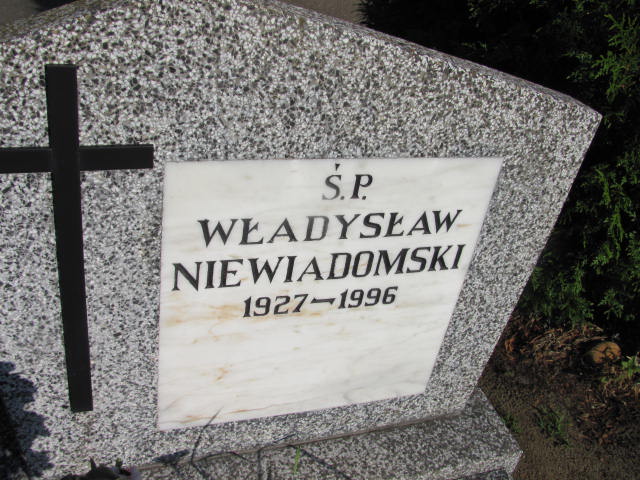 Ś.P.
WŁADYSŁAW
NIEWIADOMSKI
1927-1996